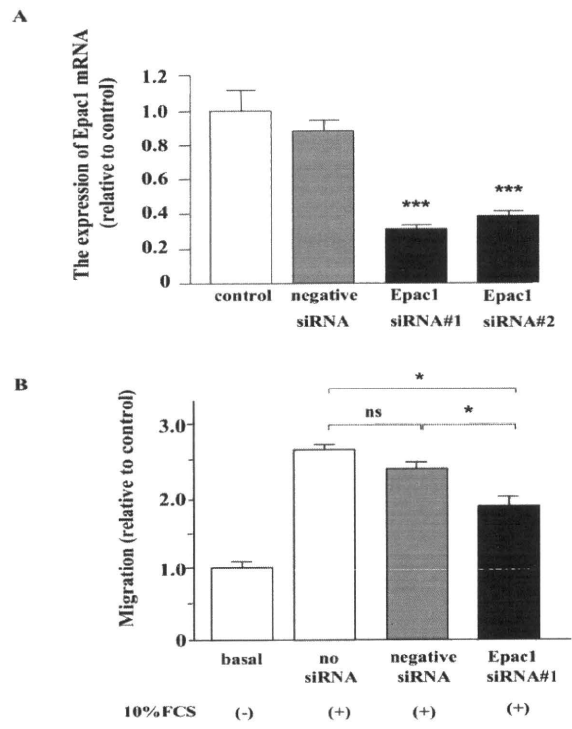 A
The expression of Epac1 mRNA
(relative to control)
1.2
1.0
0.8
0.6
0.4
0.2
0
***
***
control
negative
siRNA
Epac1
siRNA#1
Epac1
siRNA#2
B
Migration (relative to control)
3.0
2.0
1.0
0
*
ns
*
basal
no
siRNA
negative
siRNA
Epac1
siRNA#1
10%FCS
(-)
(+)
(+)
(+)